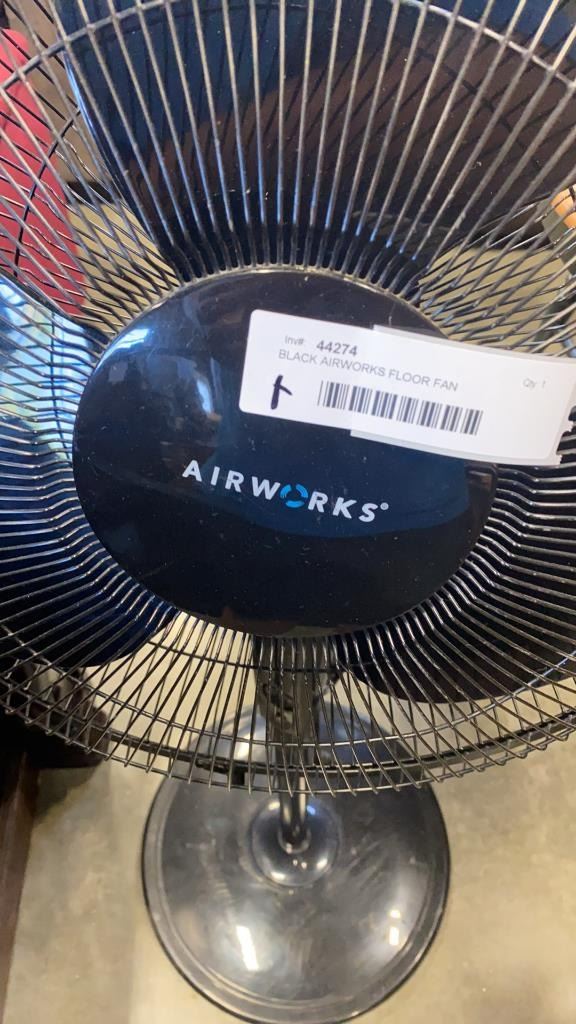 Inv#: 44274
BLACK AIRWORKS FLOOR FAN
Qty: 1
AIRWORKS®